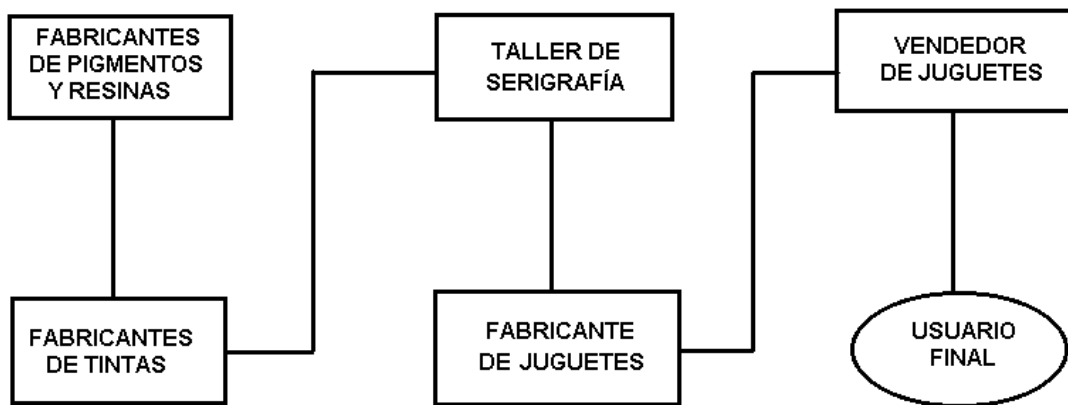 FABRICANTES
DE PIGMENTOS
Y RESINAS
FABRICANTES
DE TINTAS
TALLER DE
SERIGRAFÍA
FABRICANTE
DE JUGUETES
VENDEDOR
DE JUGUETES
USUARIO
FINAL